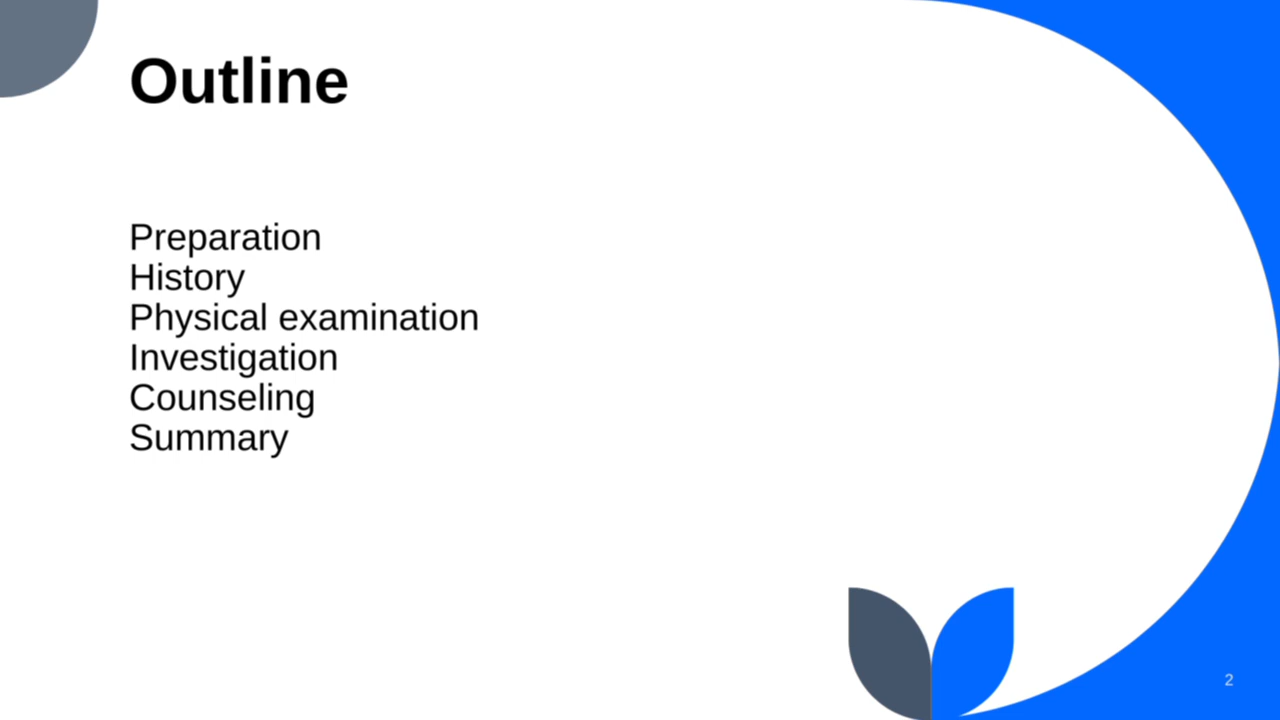 Outline
Preparation
History
Physical examination
Investigation
Counseling
Summary
2